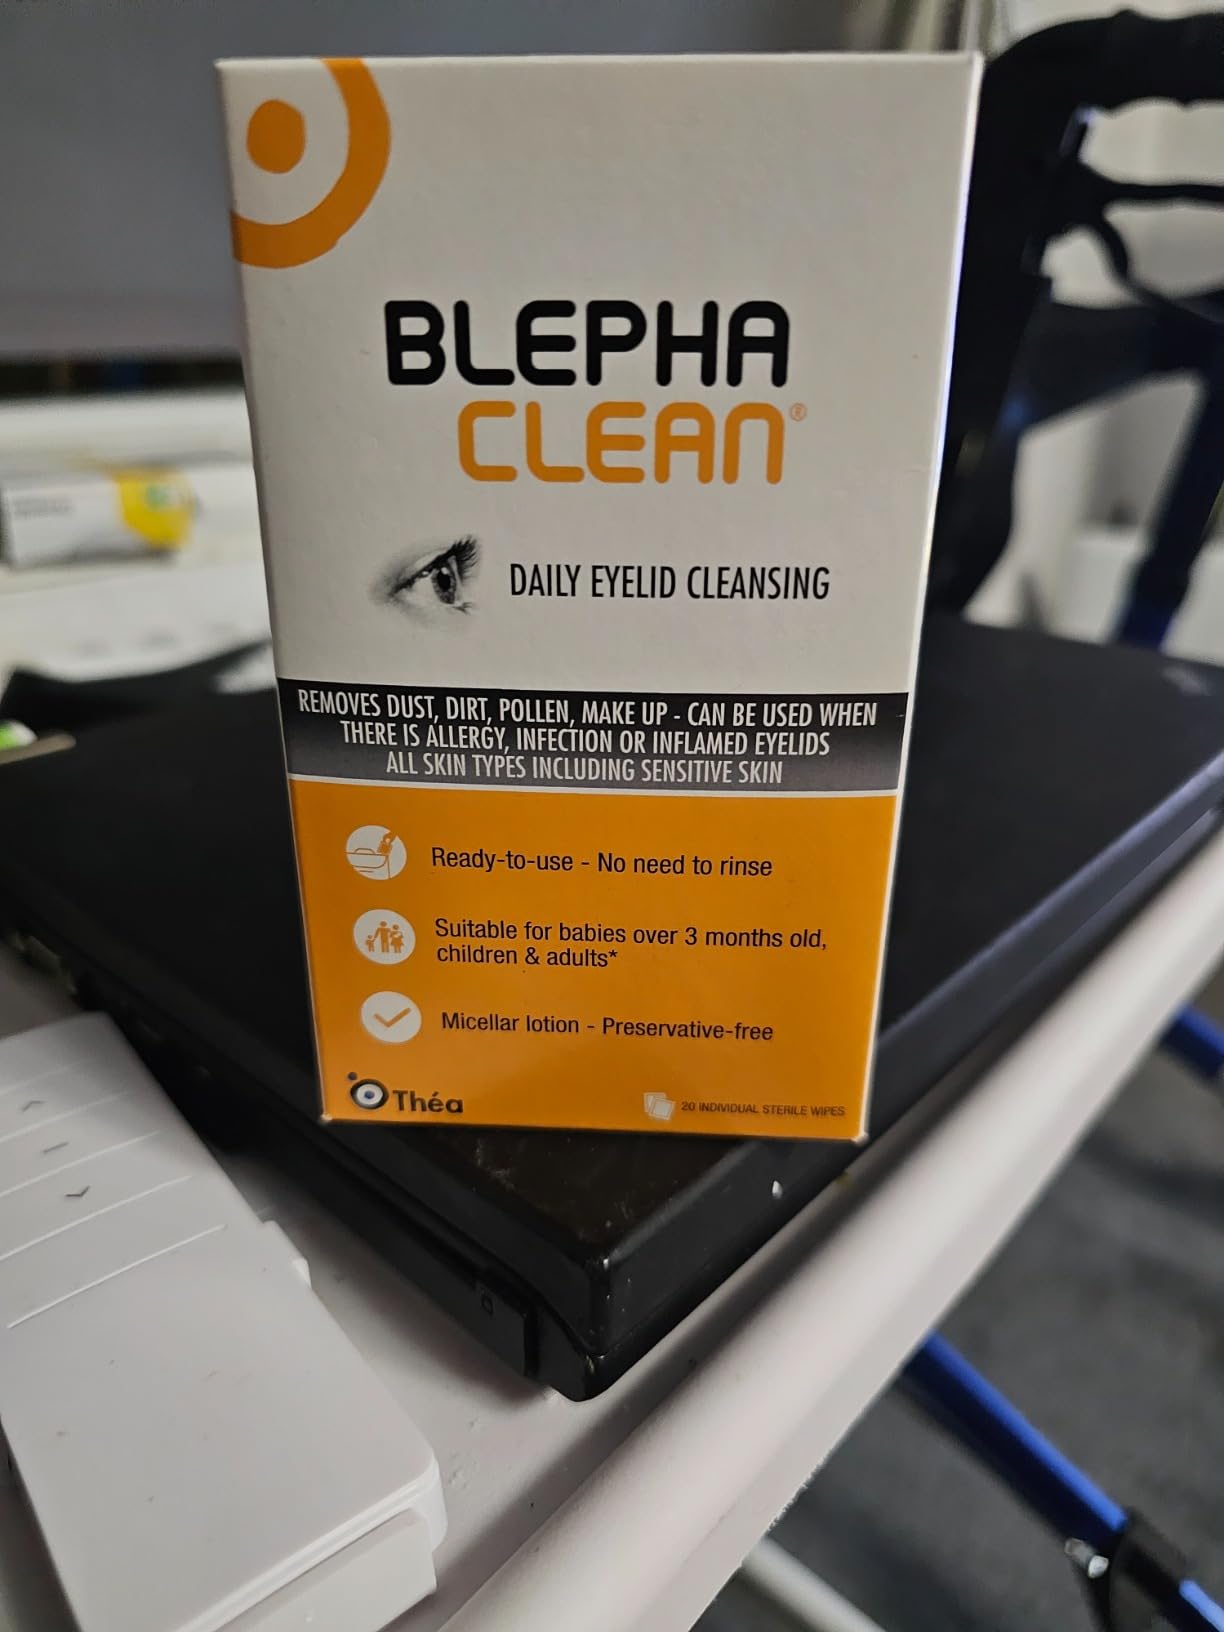 BLEPHA
CLEAN®
DAILY EYELID CLEANSING
REMOVES DUST, DIRT, POLLEN, MAKE UP - CAN BE USED WHEN
THERE IS ALLERGY, INFECTION OR INFLAMED EYELIDS
ALL SKIN TYPES INCLUDING SENSITIVE SKIN
Ready-to-use - No need to rinse
Suitable for babies over 3 months old,
children & adults*
Micellar lotion - Preservative-free
Théa
20 INDIVIDUAL STERILE WIPES